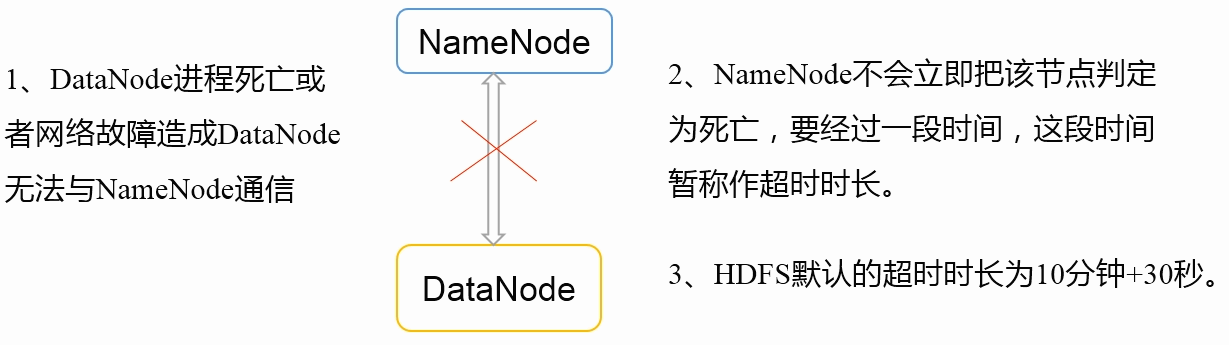 NameNode
1、DataNode进程死亡或
者网络故障造成DataNode
无法与NameNode通信
2、NameNode不会立即把该节点判定
为死亡，要经过一段时间，这段时间
暂称作超时时长。
3、HDFS默认的超时时长为10分钟+30秒。
DataNode